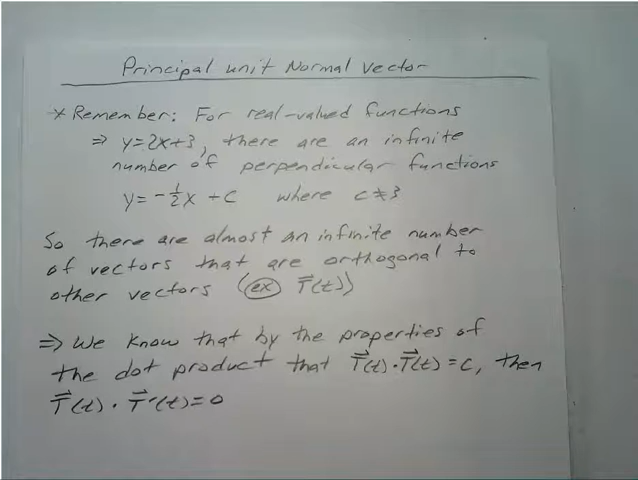 Principal unit Normal Vector
* Remember: For real-valued functions
⇒ y=2x+3, there are an infinite
number of perpendicular functions
y = -½x + c where c≠3
So there are almost an infinite number
of vectors that are orthogonal to
other vectors (ex T⃗(t))
⇒ We know that by the properties of
the dot product that T⃗(t)·T⃗(t)=c, then
T⃗(t) · T⃗'(t)=0